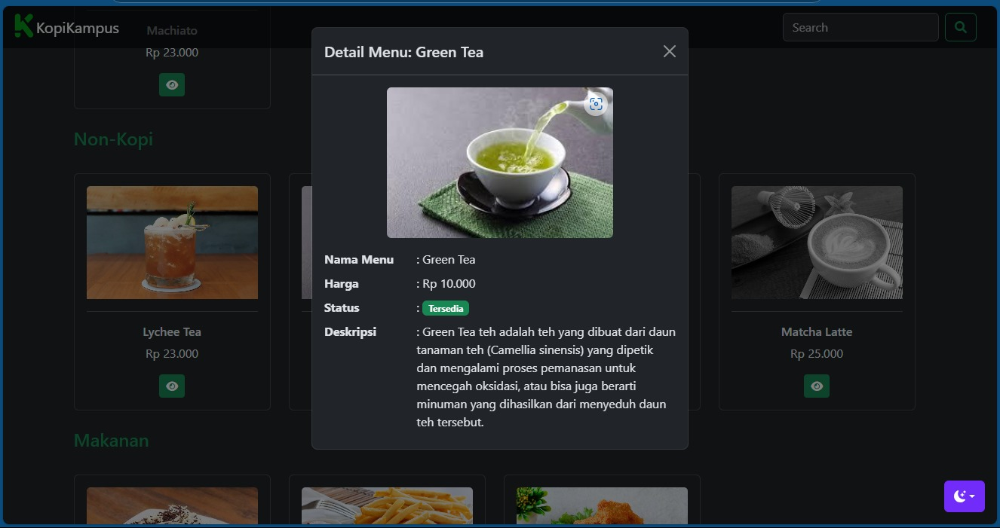 KopiKampus
Search
Machiato
Rp 23.000
Non-Kopi
Lychee Tea
Rp 23.000
Matcha Latte
Rp 25.000
Makanan
Detail Menu: Green Tea
Nama Menu : Green Tea
Harga : Rp 10.000
Status : Tersedia
Deskripsi : Green Tea teh adalah teh yang dibuat dari daun
tanaman teh (Camellia sinensis) yang dipetik
dan mengalami proses pemanasan untuk
mencegah oksidasi, atau bisa juga berarti
minuman yang dihasilkan dari menyeduh daun
teh tersebut.